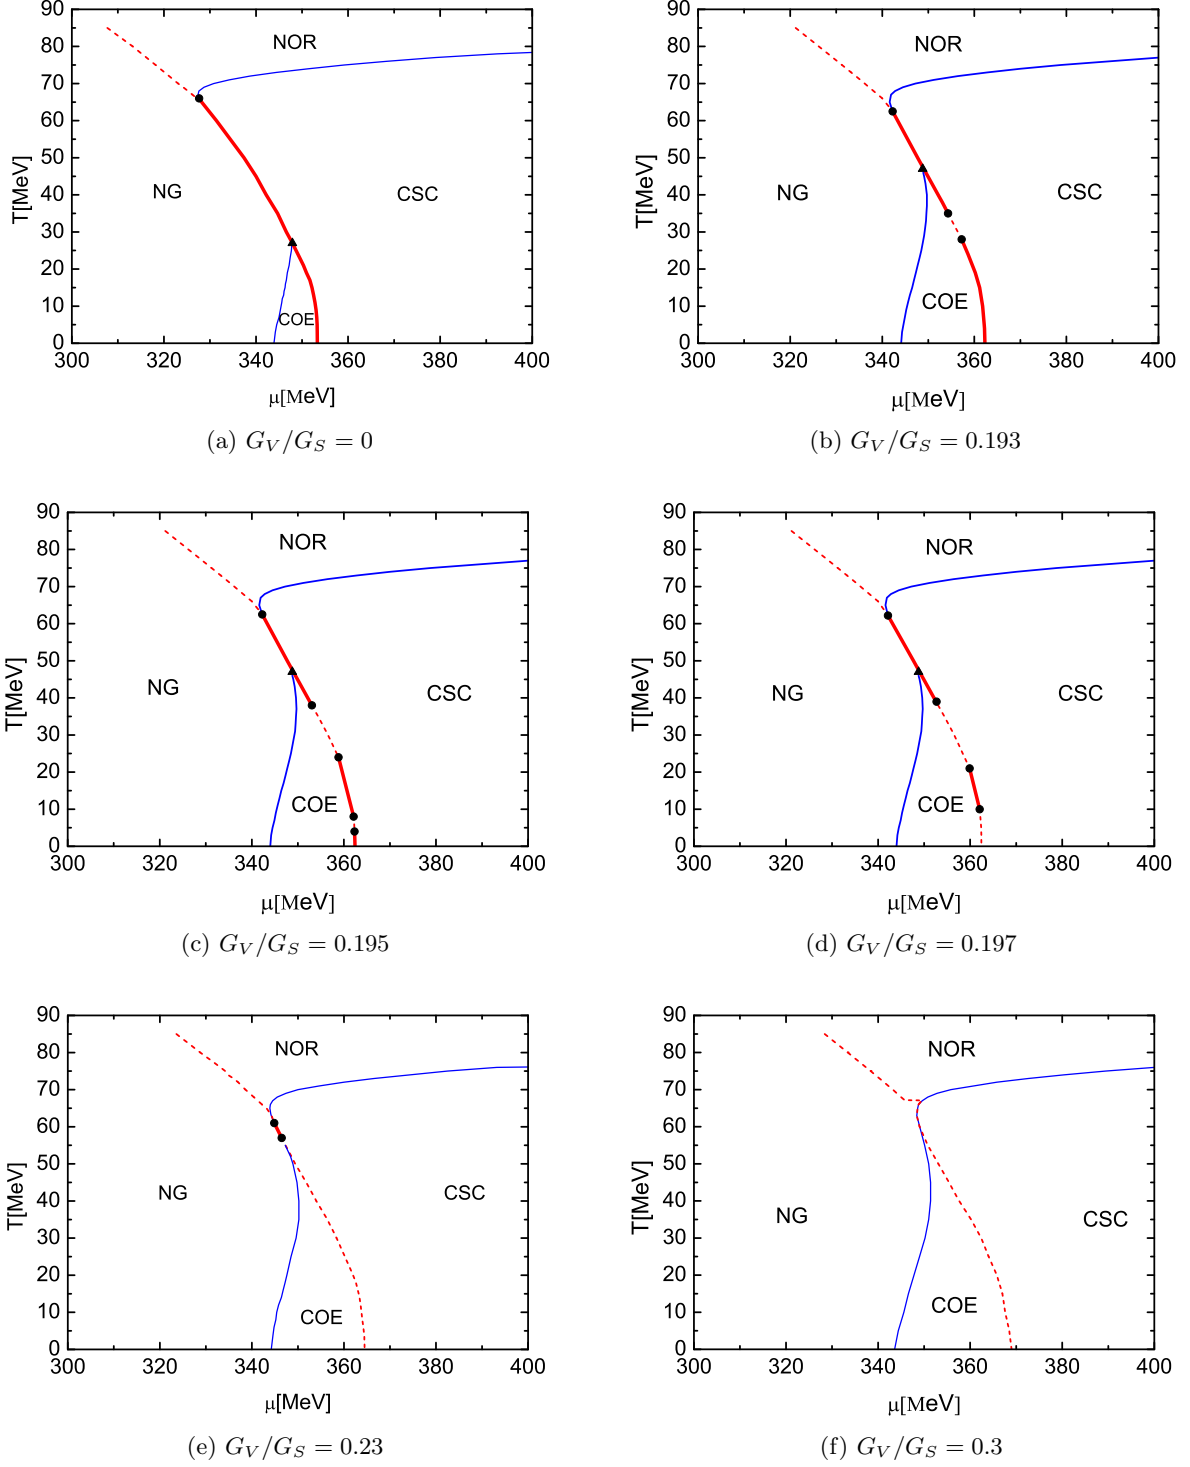 90
80
70
60
50
40
30
20
10
0
300 320 340 360 380 400
T[MeV]
μ[MeV]
NOR
NG
CSC
COE
(a) G_V/G_S = 0
90
80
70
60
50
40
30
20
10
0
300 320 340 360 380 400
T[MeV]
μ[MeV]
NOR
NG
CSC
COE
(b) G_V/G_S = 0.193
90
80
70
60
50
40
30
20
10
0
300 320 340 360 380 400
T[MeV]
μ[MeV]
NOR
NG
CSC
COE
(c) G_V/G_S = 0.195
90
80
70
60
50
40
30
20
10
0
300 320 340 360 380 400
T[MeV]
μ[MeV]
NOR
NG
CSC
COE
(d) G_V/G_S = 0.197
90
80
70
60
50
40
30
20
10
0
300 320 340 360 380 400
T[MeV]
μ[MeV]
NOR
NG
CSC
COE
(e) G_V/G_S = 0.23
90
80
70
60
50
40
30
20
10
0
300 320 340 360 380 400
T[MeV]
μ[MeV]
NOR
NG
CSC
COE
(f) G_V/G_S = 0.3